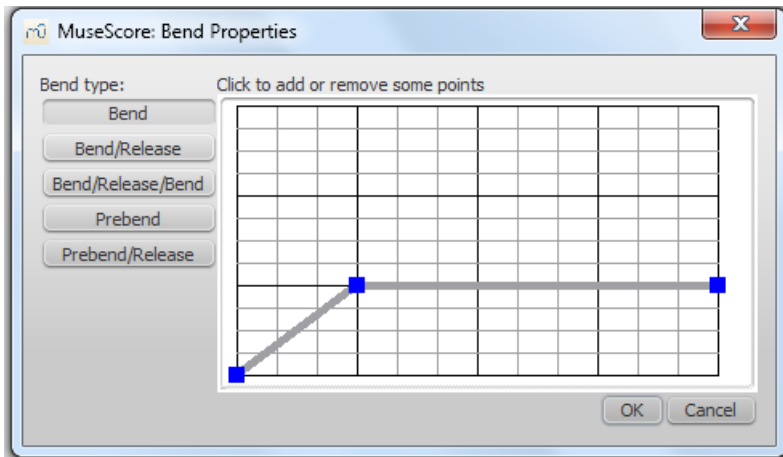 MuseScore: Bend Properties
Bend type:
Click to add or remove some points
Bend
Bend/Release
Bend/Release/Bend
Prebend
Prebend/Release
OK
Cancel